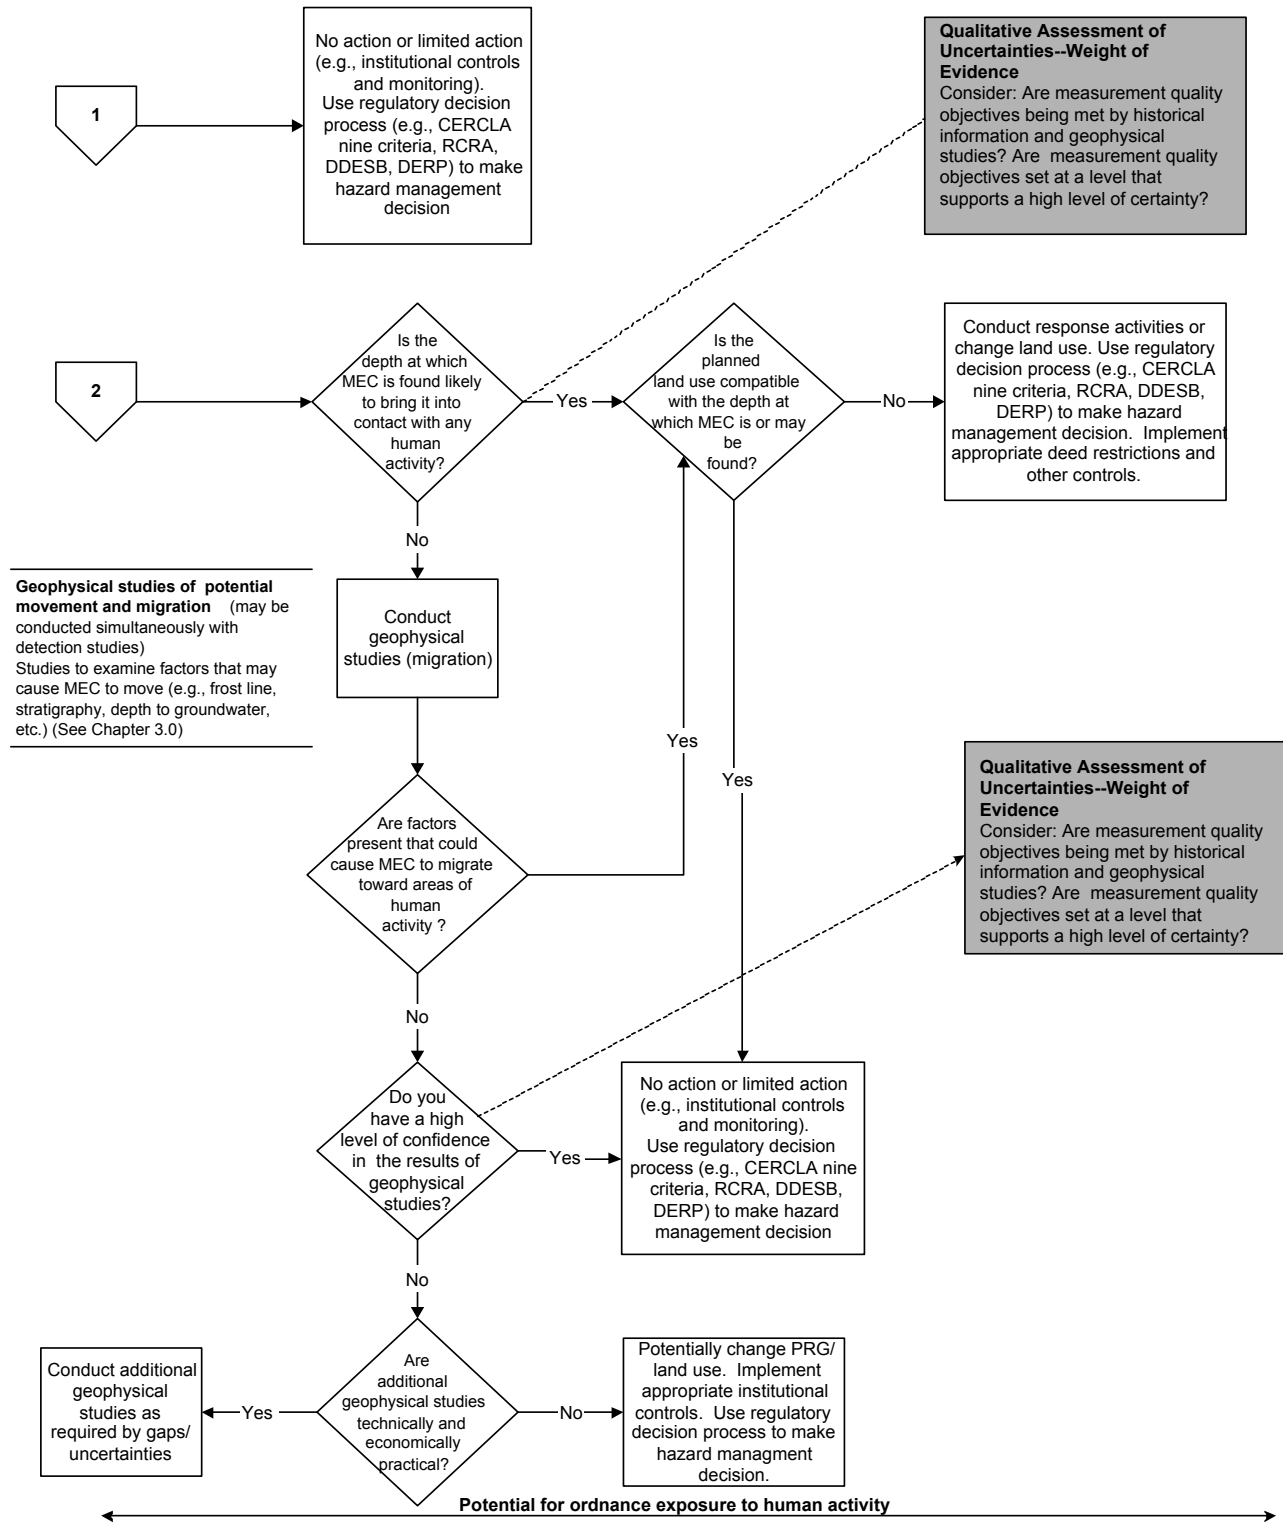 1
No action or limited action
(e.g., institutional controls
and monitoring).
Use regulatory decision
process (e.g., CERCLA
nine criteria, RCRA,
DDESB, DERP) to make
hazard management
decision
Qualitative Assessment of
Uncertainties--Weight of
Evidence
Consider: Are measurement quality
objectives being met by historical
information and geophysical
studies? Are measurement quality
objectives set at a level that
supports a high level of certainty?
2
Is the
depth at which
MEC is found likely
to bring it into
contact with any
human
activity?
Yes
Is the
planned
land use compatible
with the depth at
which MEC is or may
be
found?
No
Conduct response activities or
change land use. Use regulatory
decision process (e.g., CERCLA
nine criteria, RCRA, DDESB,
DERP) to make hazard
management decision. Implement
appropriate deed restrictions and
other controls.
No
Geophysical studies of potential
movement and migration (may be
conducted simultaneously with
detection studies)
Studies to examine factors that may
cause MEC to move (e.g., frost line,
stratigraphy, depth to groundwater,
etc.) (See Chapter 3.0)
Conduct
geophysical
studies (migration)
Yes
Yes
Are factors
present that could
cause MEC to migrate
toward areas of
human
activity ?
Qualitative Assessment of
Uncertainties--Weight of
Evidence
Consider: Are measurement quality
objectives being met by historical
information and geophysical
studies? Are measurement quality
objectives set at a level that
supports a high level of certainty?
No
Do you
have a high
level of confidence
in the results of
geophysical
studies?
Yes
No action or limited action
(e.g., institutional controls
and monitoring).
Use regulatory decision
process (e.g., CERCLA nine
criteria, RCRA, DDESB,
DERP) to make hazard
management decision
No
Are
additional
geophysical studies
technically and
economically
practical?
Yes
Conduct additional
geophysical
studies as
required by gaps/
uncertainties
No
Potentially change PRG/
land use. Implement
appropriate institutional
controls. Use regulatory
decision process to make
hazard managment
decision.
Potential for ordnance exposure to human activity